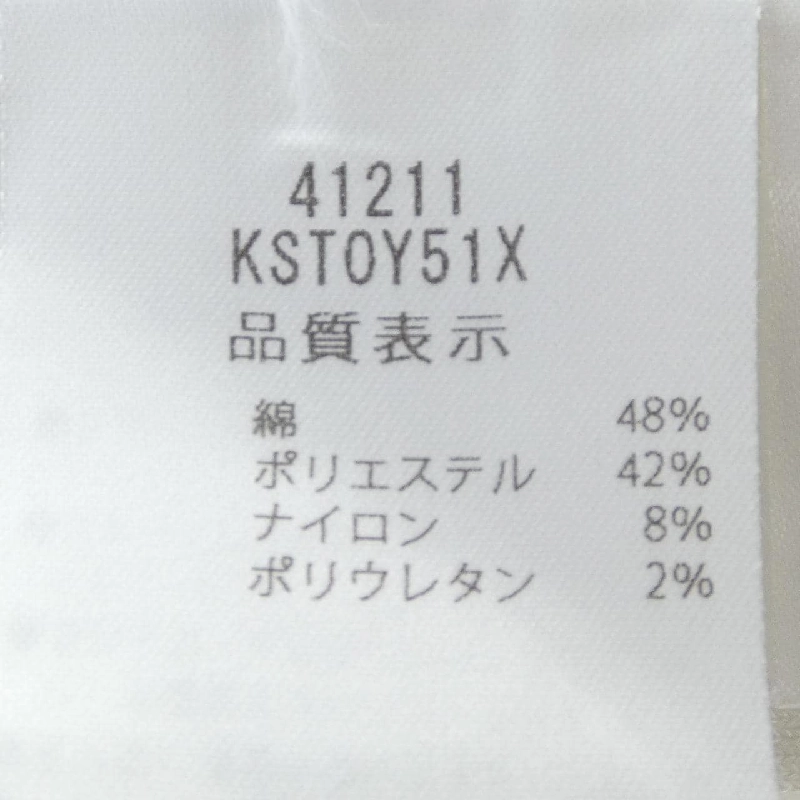 41211
KST0Y51X
品質表示
綿 48%
ポリエステル 42%
ナイロン 8%
ポリウレタン 2%